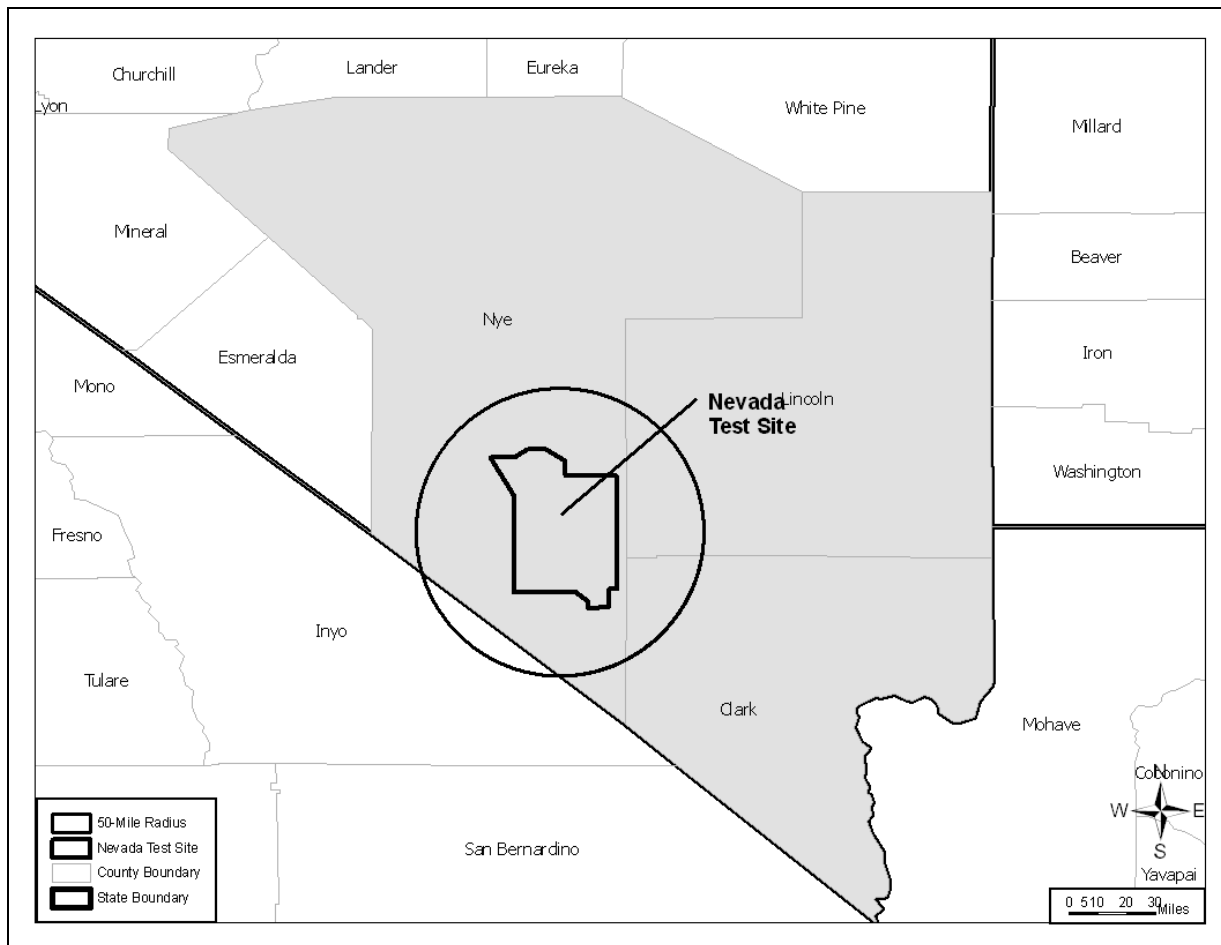 Churchill
Lander
Eureka
Lyon
White Pine
Millard
Mineral
Beaver
Nye
Esmeralda
Iron
Mono
Nevada
Test Site
Lincoln
Washington
Fresno
Inyo
Tulare
Clark
Mohave
Coconino
N
W
E
S
Yavapai
San Bernardino
50-Mile Radius
Nevada Test Site
County Boundary
State Boundary
0 5 10 20 30 Miles